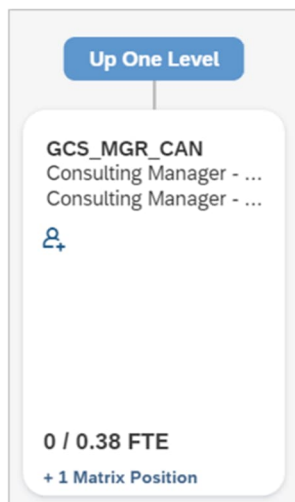 Up One Level
GCS_MGR_CAN
Consulting Manager - ...
Consulting Manager - ...
0 / 0.38 FTE
+ 1 Matrix Position